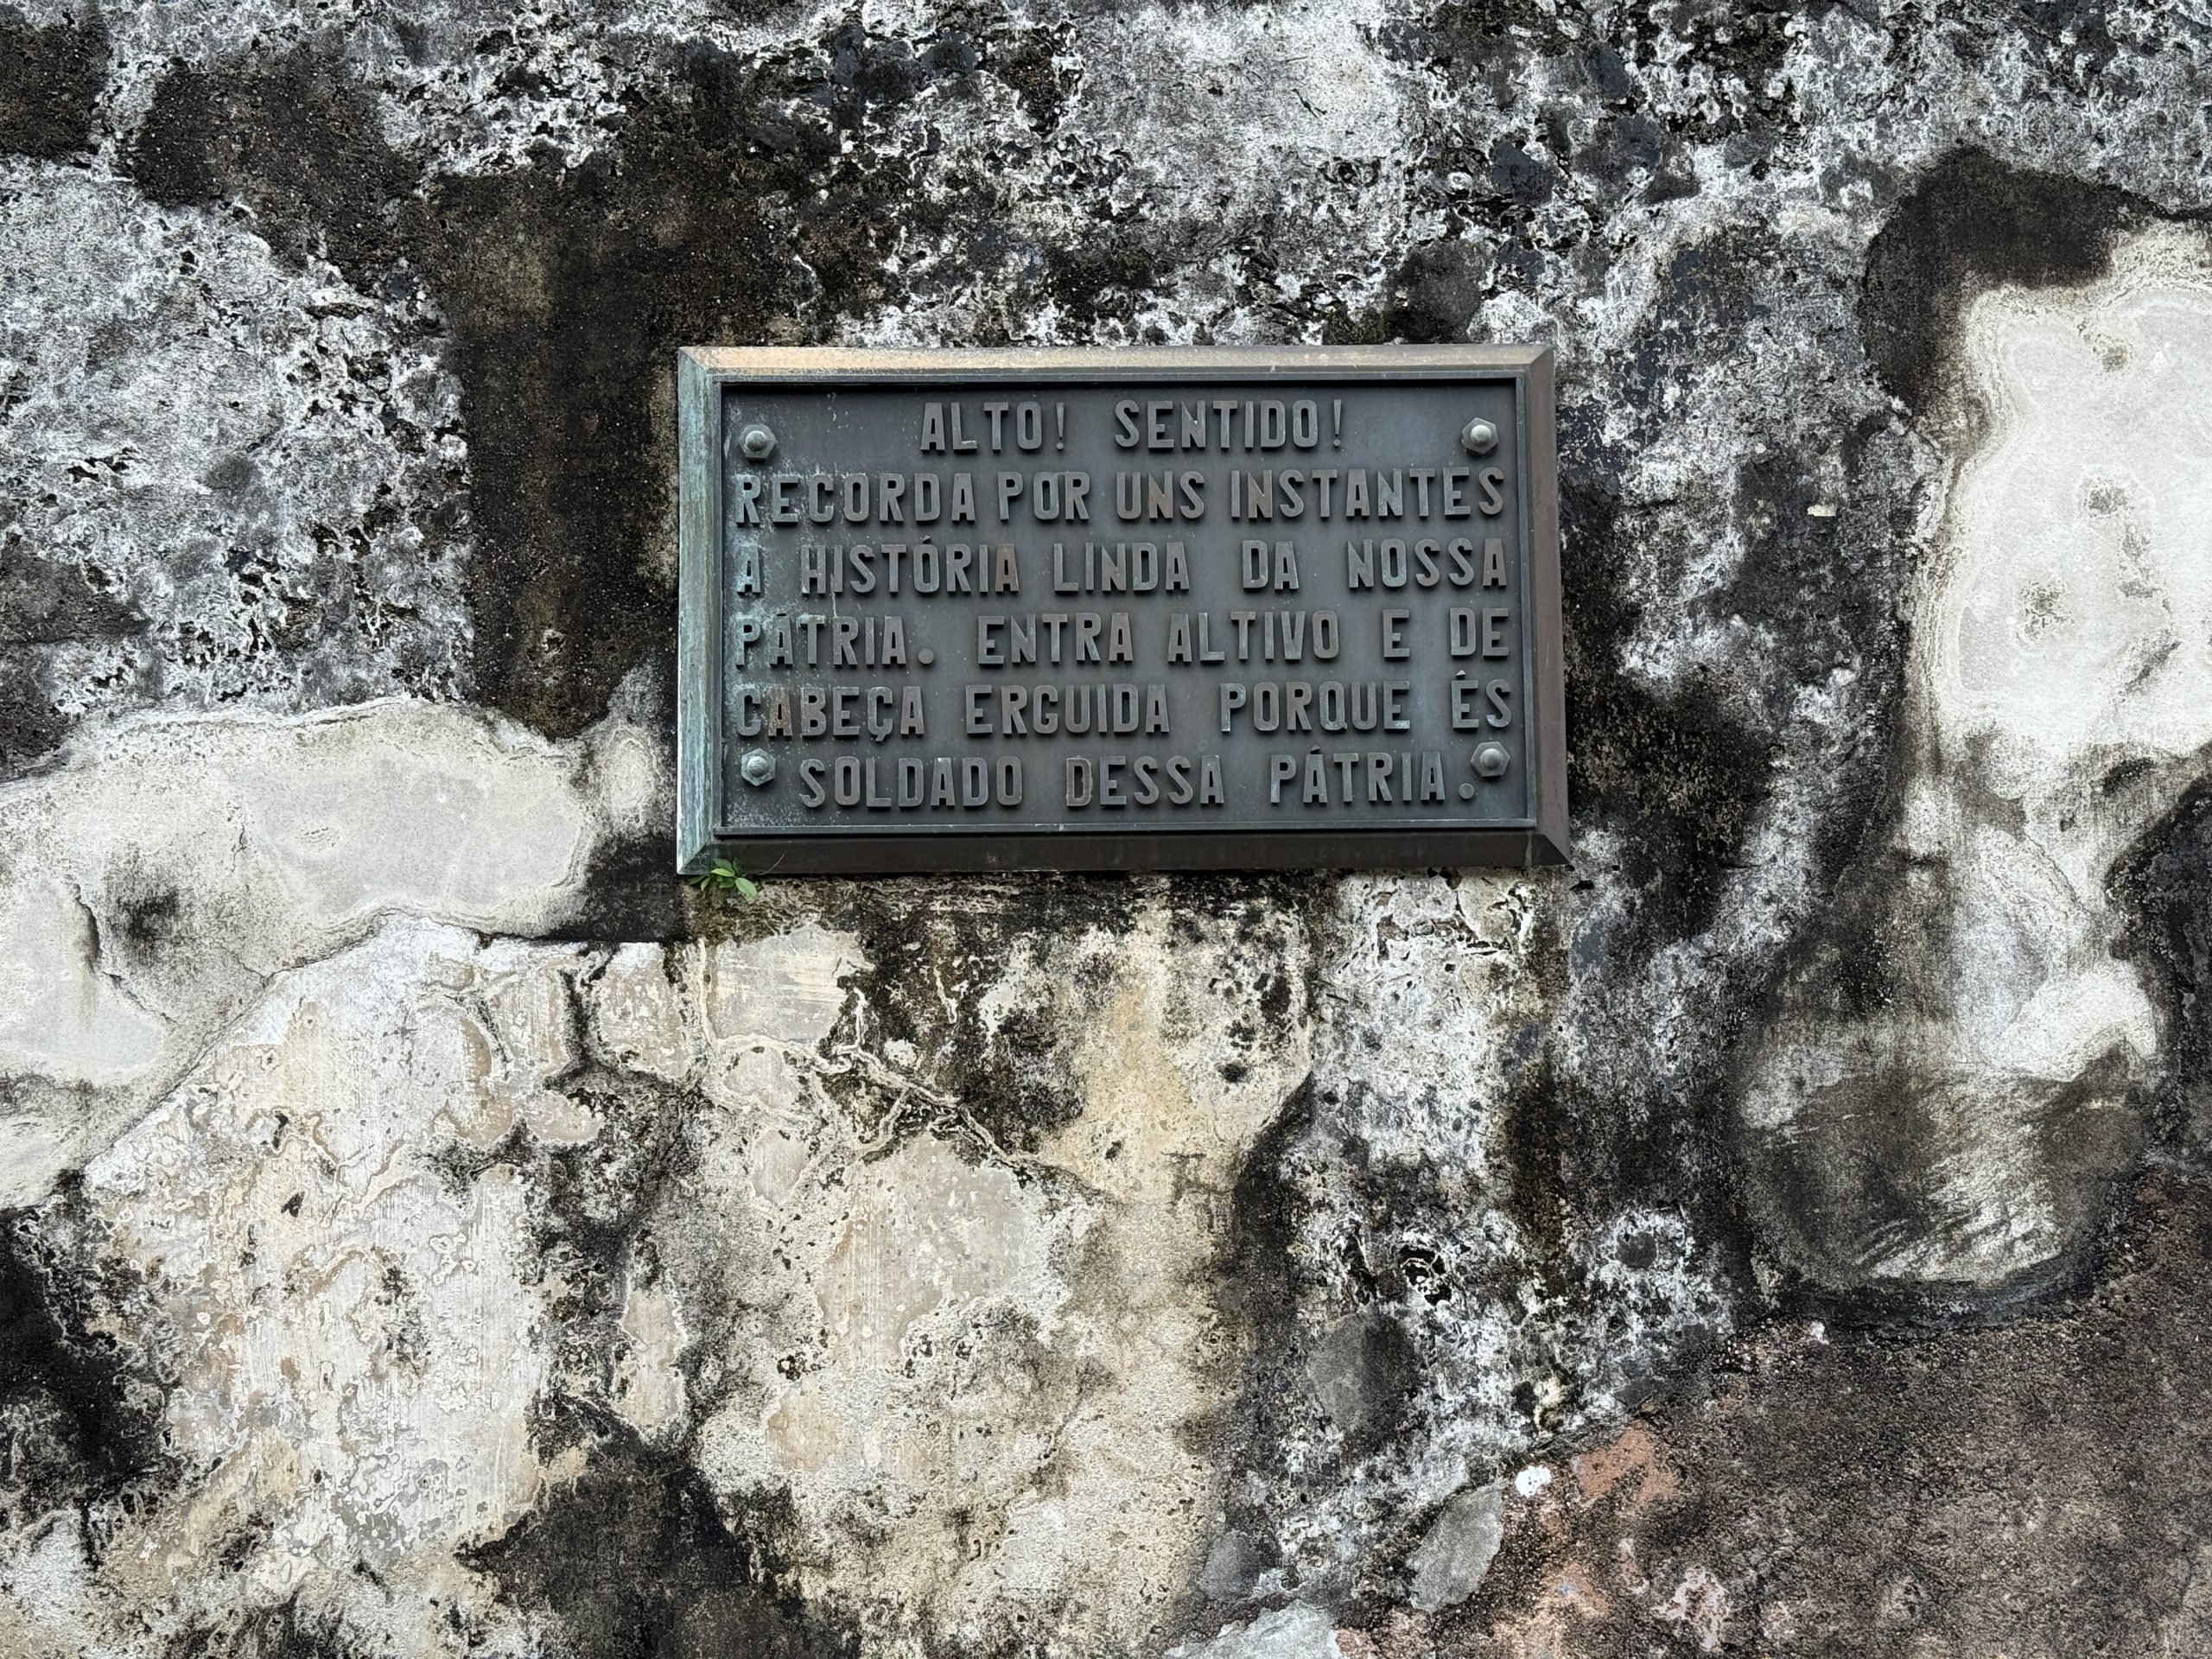 ALTO! SENTIDO!
RECORDA POR UNS INSTANTES
A HISTÓRIA LINDA DA NOSSA
PÁTRIA. ENTRA ALTIVO E DE
CABEÇA ERGUIDA PORQUE ÉS
SOLDADO DESSA PÁTRIA.